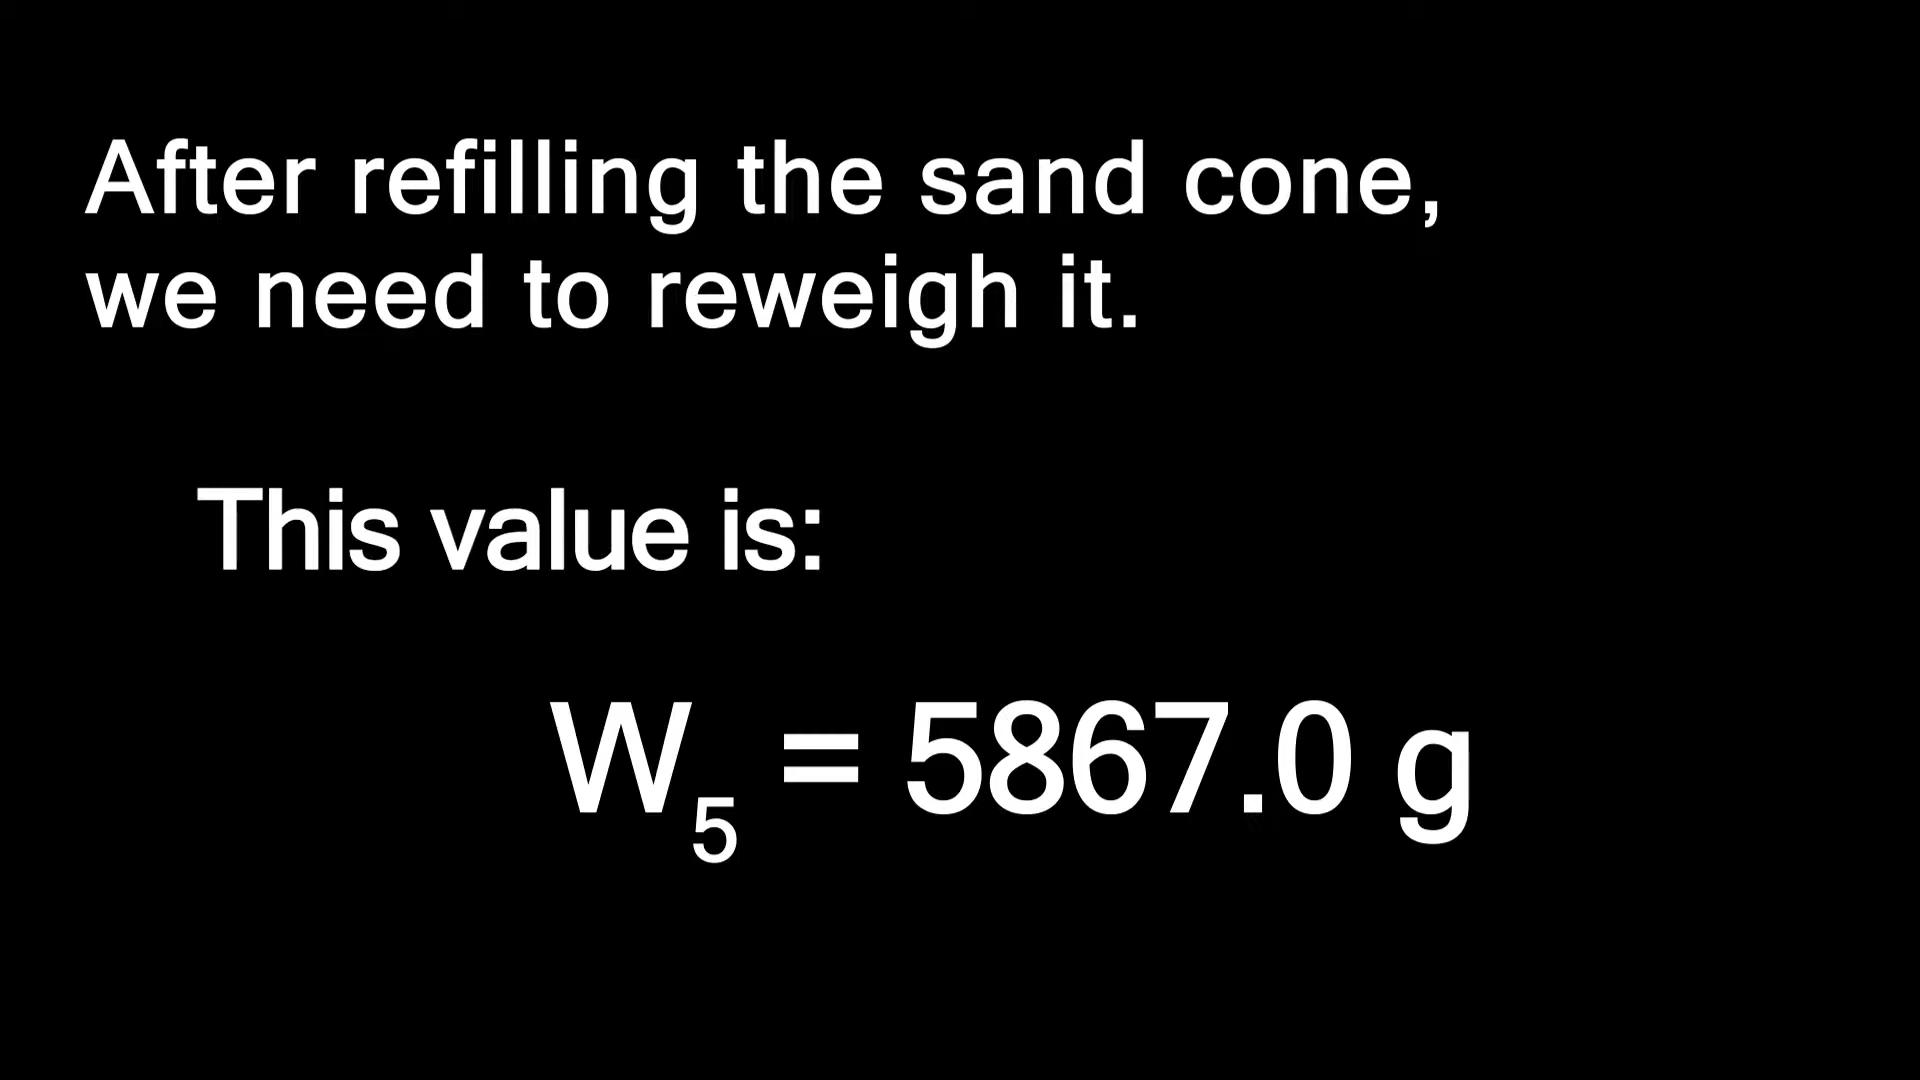 After refilling the sand cone,
we need to reweigh it.
This value is:
W₅ = 5867.0 g